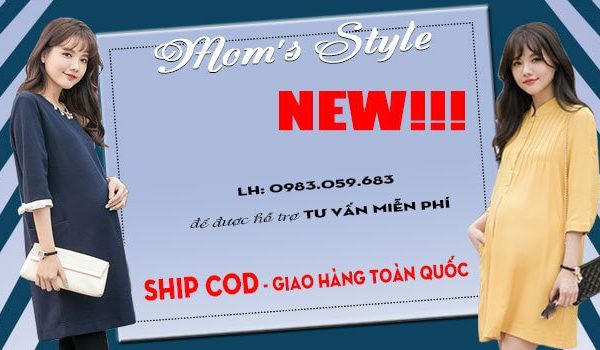 Mom's Style
NEW!!!
LH: 0983.059.683
để được hỗ trợ TƯ VẤN MIỄN PHÍ
SHIP COD - GIAO HÀNG TOÀN QUỐC